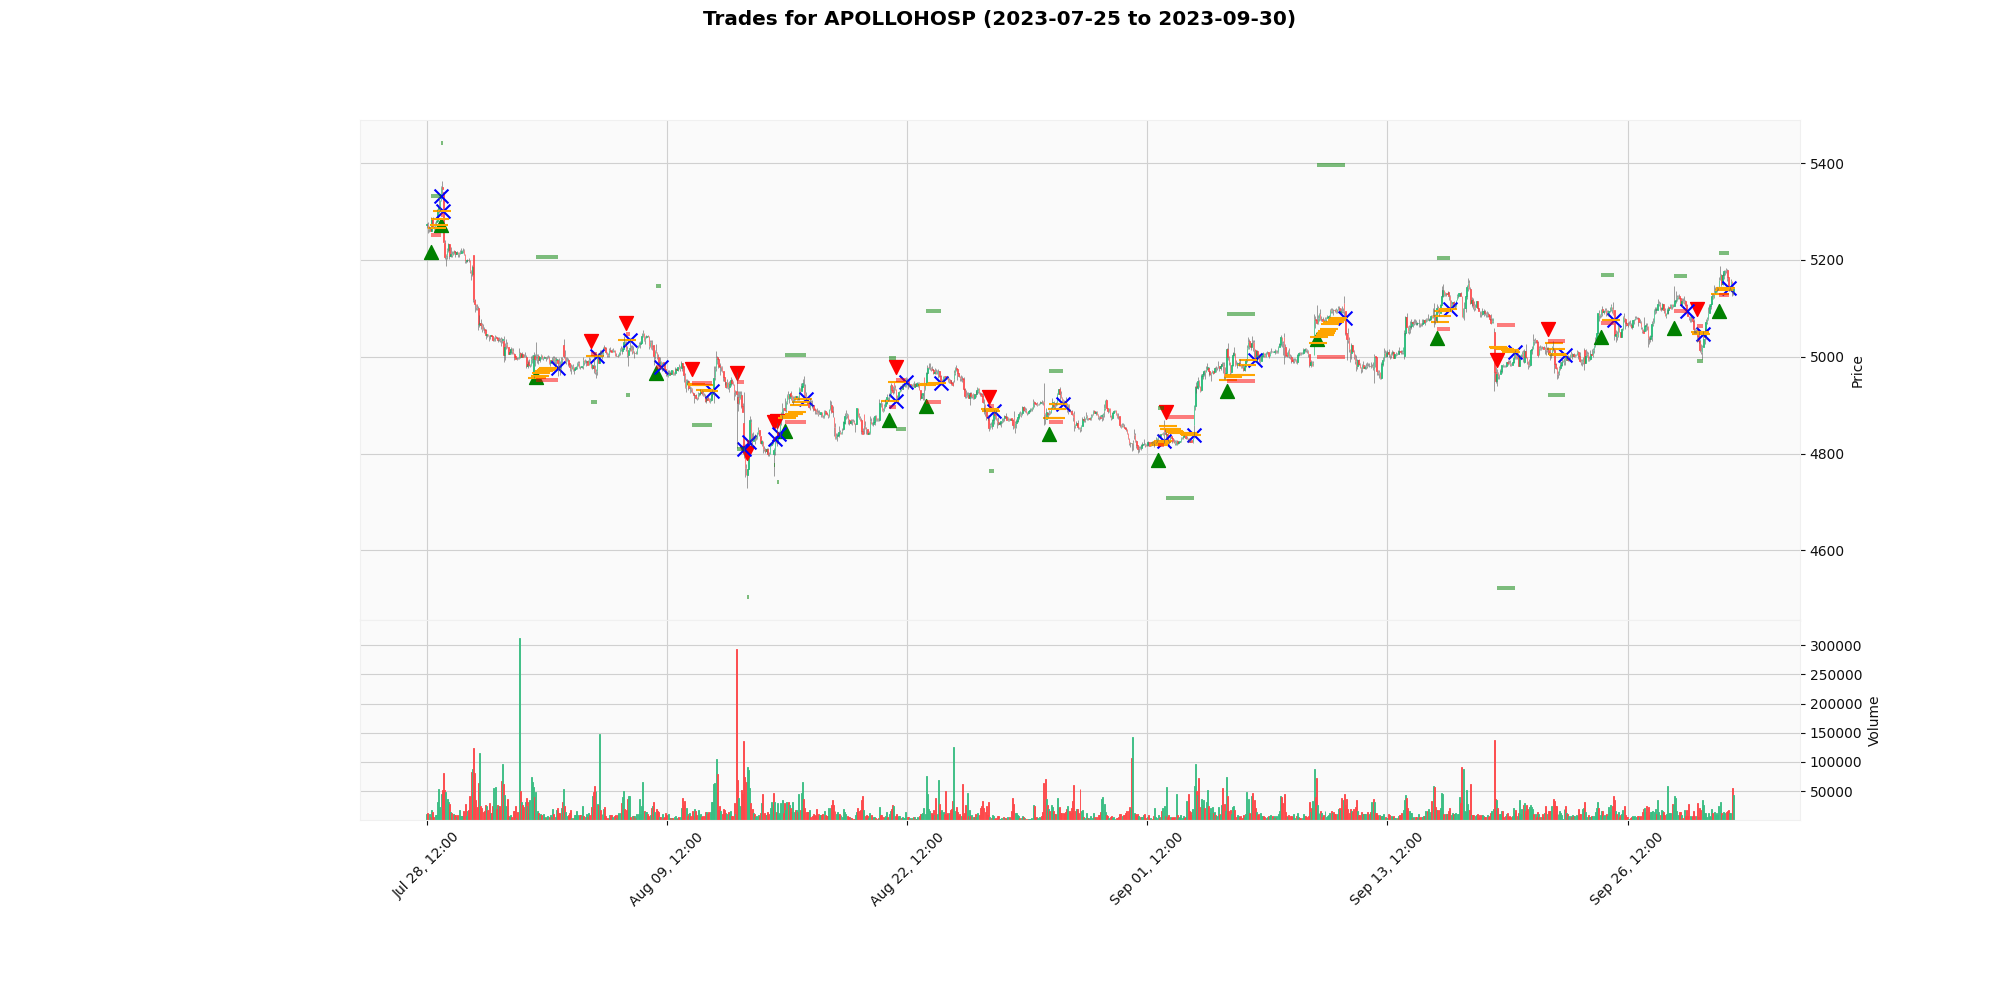 Trades for APOLLOHOSP (2023-07-25 to 2023-09-30)
5400
5200
5000
4800
4600
Price
300000
250000
200000
150000
100000
50000
Volume
Jul 28, 12:00
Aug 09, 12:00
Aug 22, 12:00
Sep 01, 12:00
Sep 13, 12:00
Sep 26, 12:00